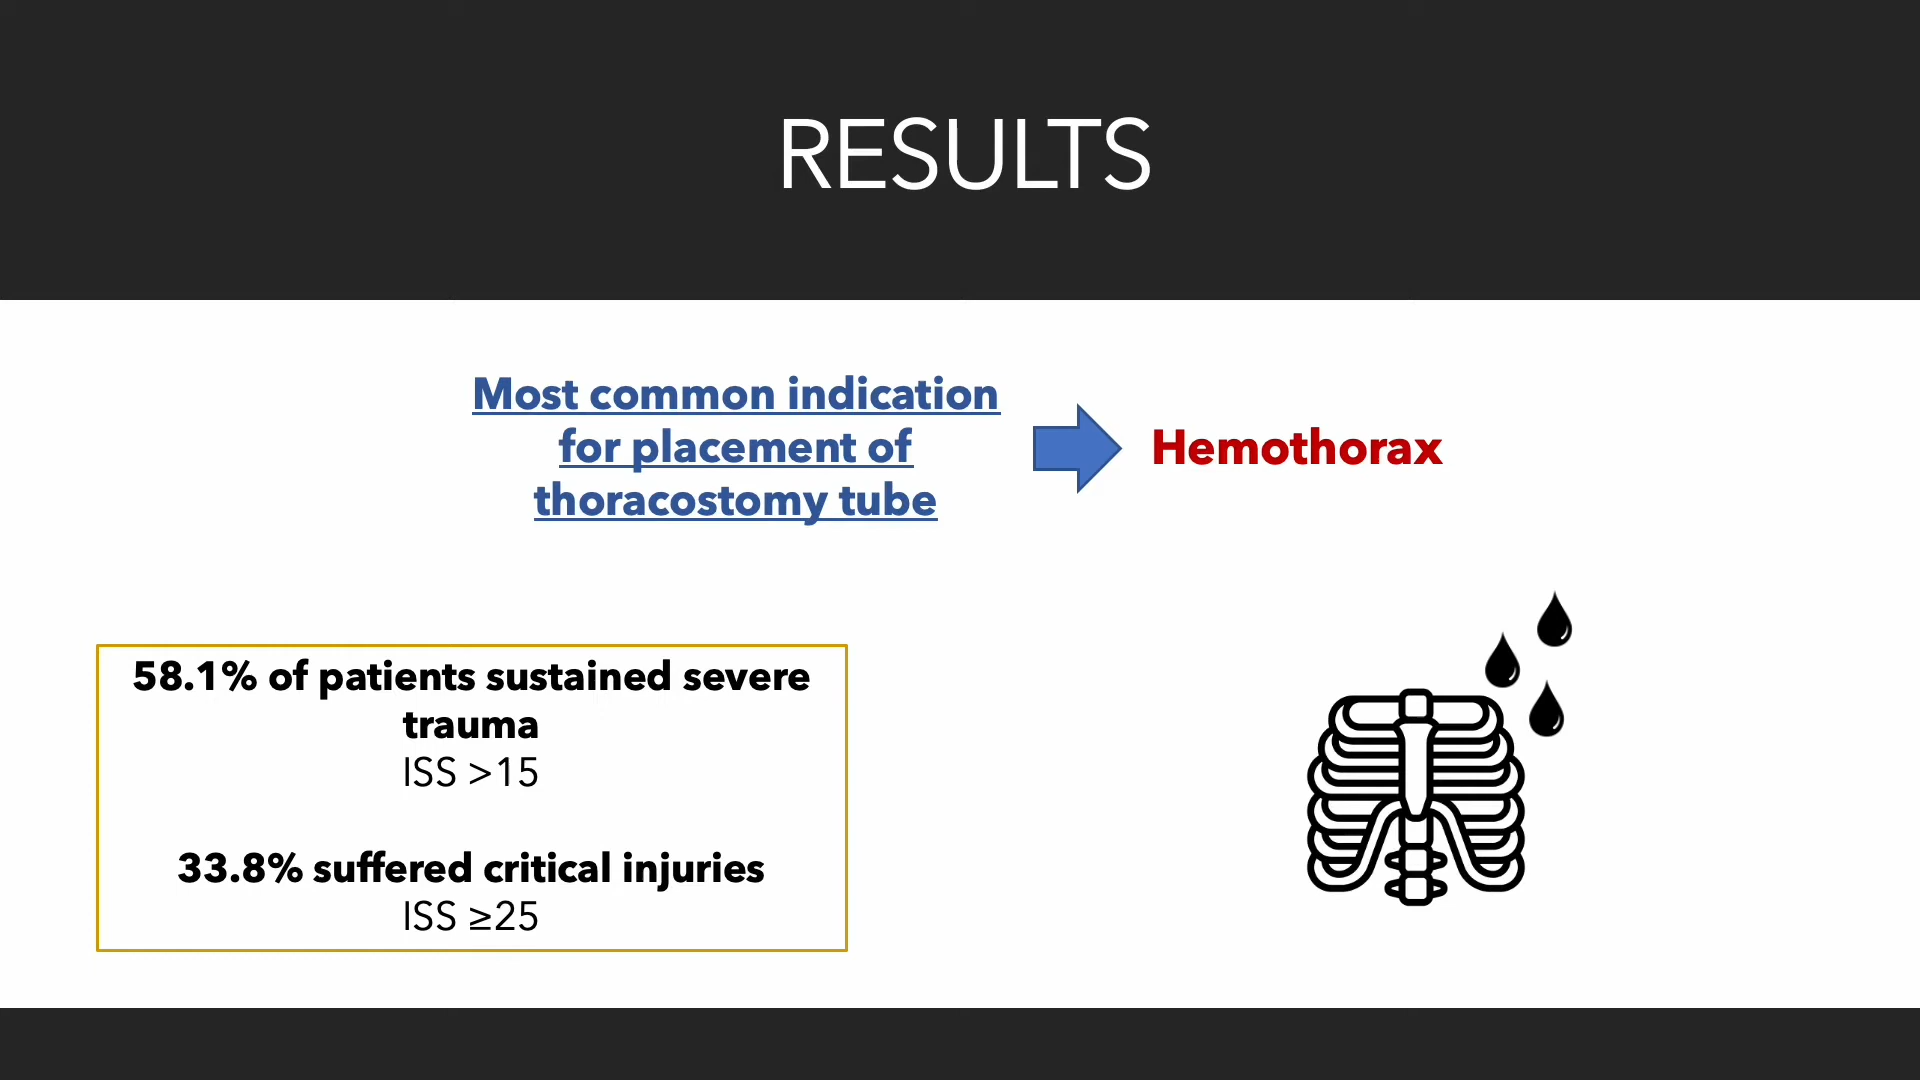 RESULTS
Most common indication
for placement of
thoracostomy tube
Hemothorax
58.1% of patients sustained severe
trauma
ISS >15
33.8% suffered critical injuries
ISS ≥25